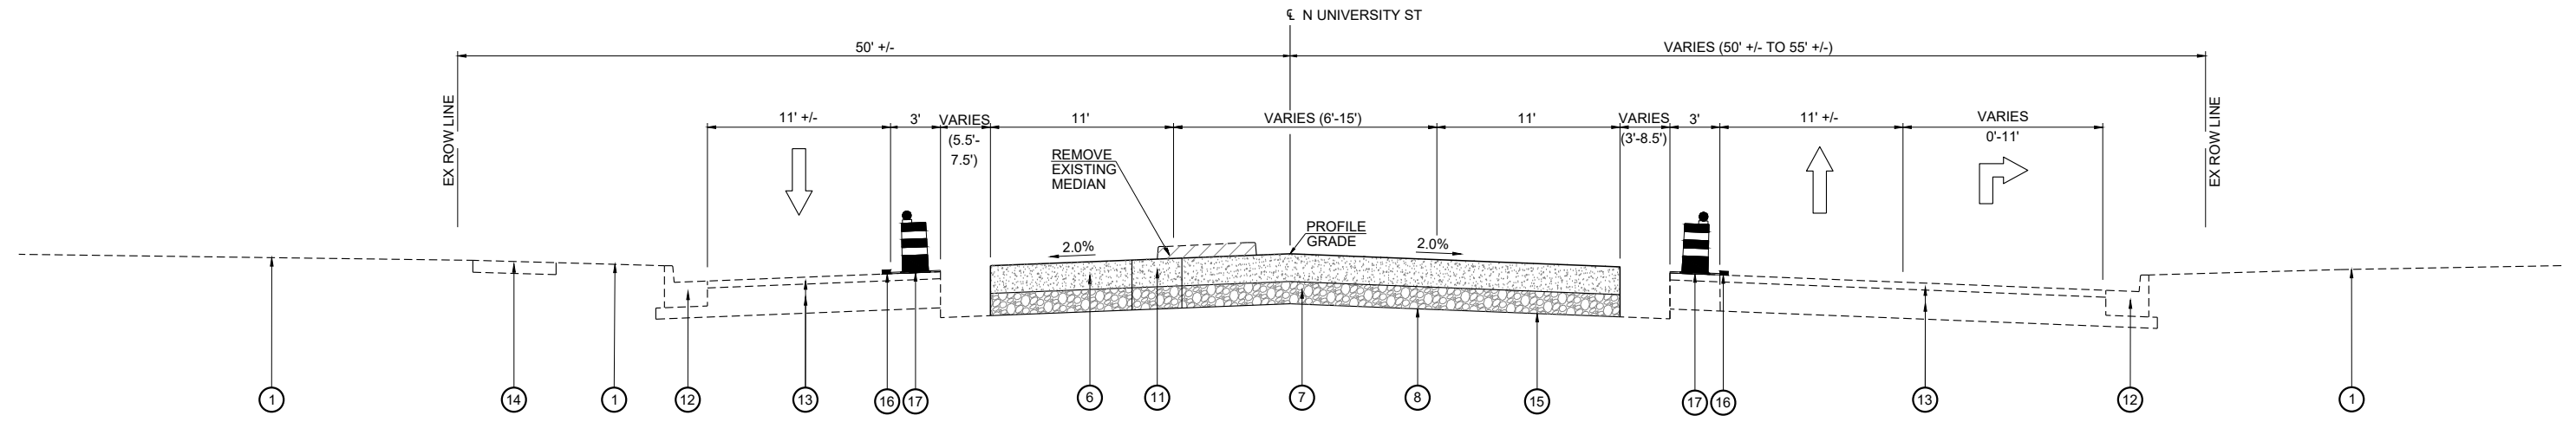 ℄ N UNIVERSITY ST
50' +/-
VARIES (50' +/- TO 55' +/-)
EX ROW LINE
EX ROW LINE
11' +/-
3'
VARIES
(5.5'-
7.5')
11'
VARIES (6'-15')
11'
VARIES
(3'-8.5')
3'
11' +/-
VARIES
0'-11'
REMOVE
EXISTING
MEDIAN
PROFILE
GRADE
2.0%
2.0%
1
14
1
12
13
16
17
6
11
7
8
15
17
16
13
12
1